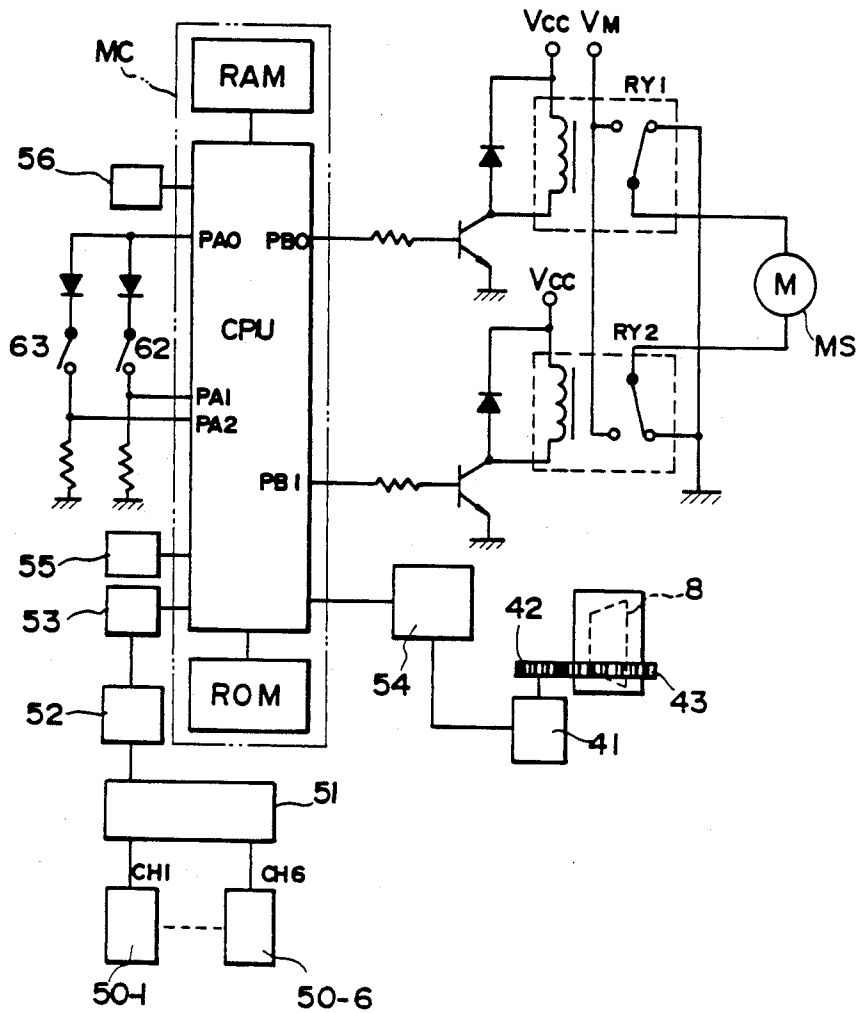 VCC VM
MC
RAM
RY1
56
PA0 PB0
CPU
M
VCC
63 62
RY2
MS
PA1
PA2
PB1
55
53
42
8
54
43
ROM
52
41
51
CH1 CH6
50-1 50-6